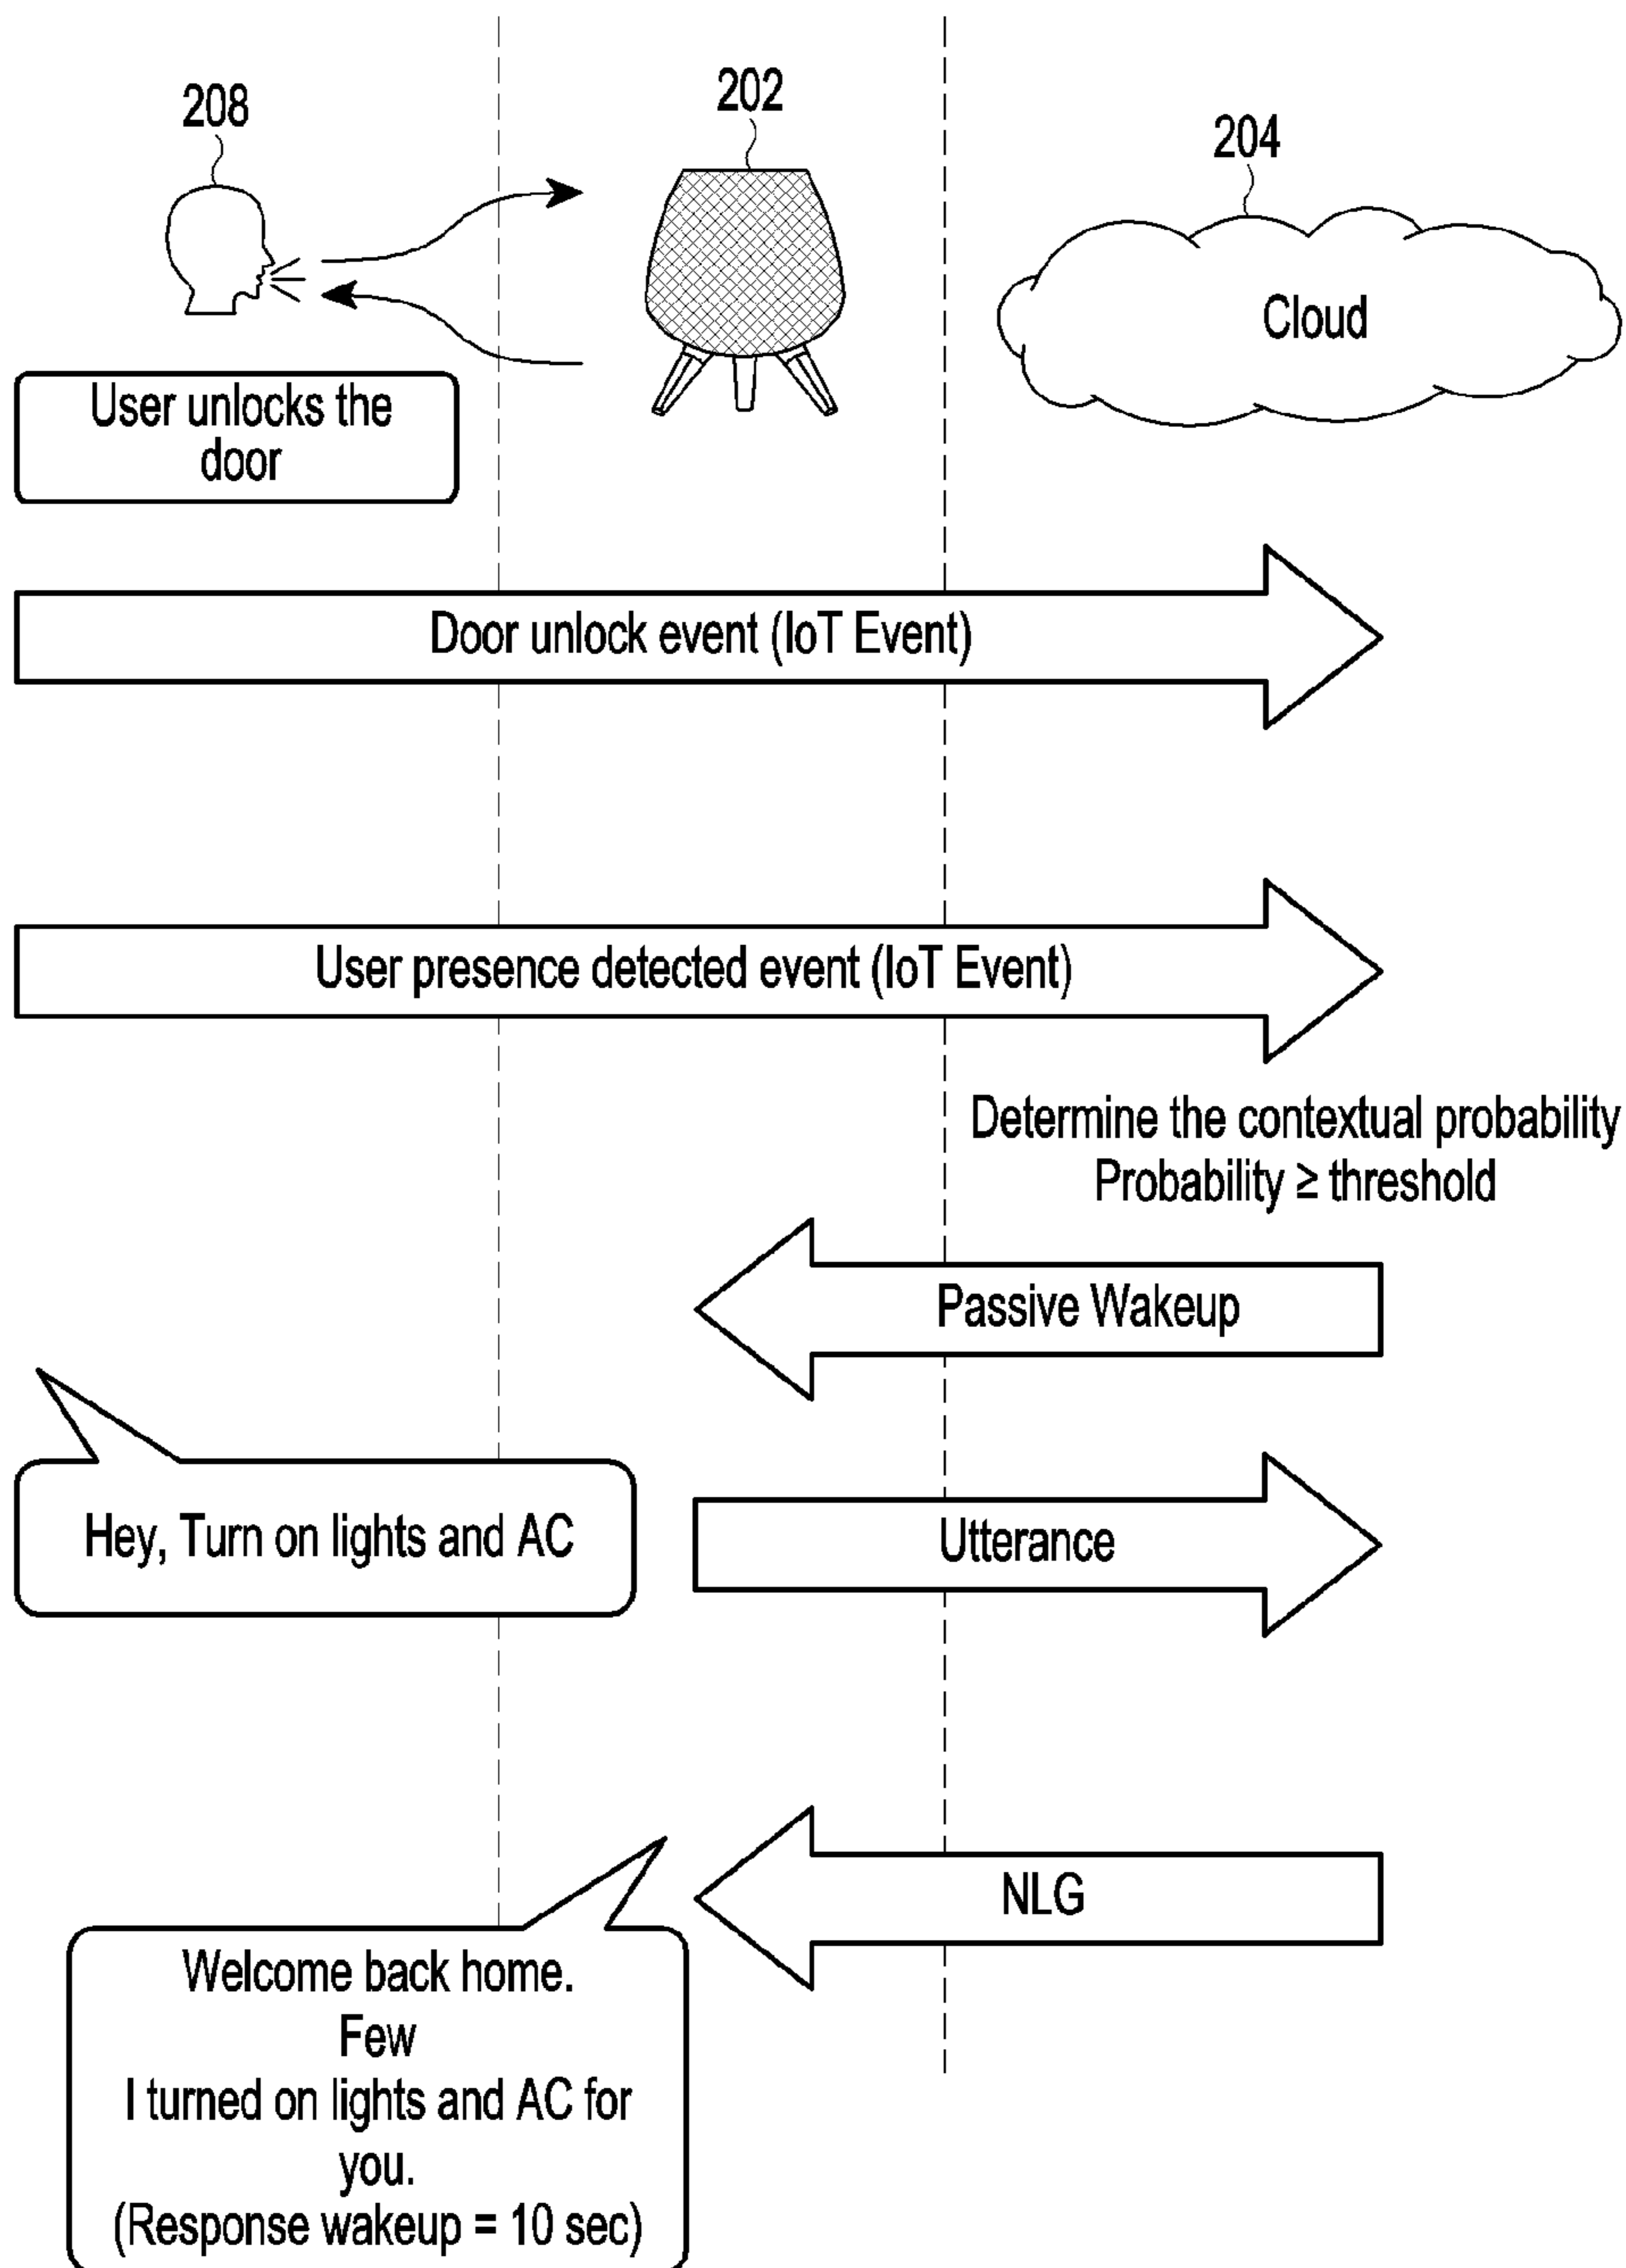 208
202
204
Cloud
User unlocks the
door
Door unlock event (IoT Event)
User presence detected event (IoT Event)
Determine the contextual probability
Probability ≥ threshold
Passive Wakeup
Hey, Turn on lights and AC
Utterance
NLG
Welcome back home.
Few
I turned on lights and AC for
you.
(Response wakeup = 10 sec)